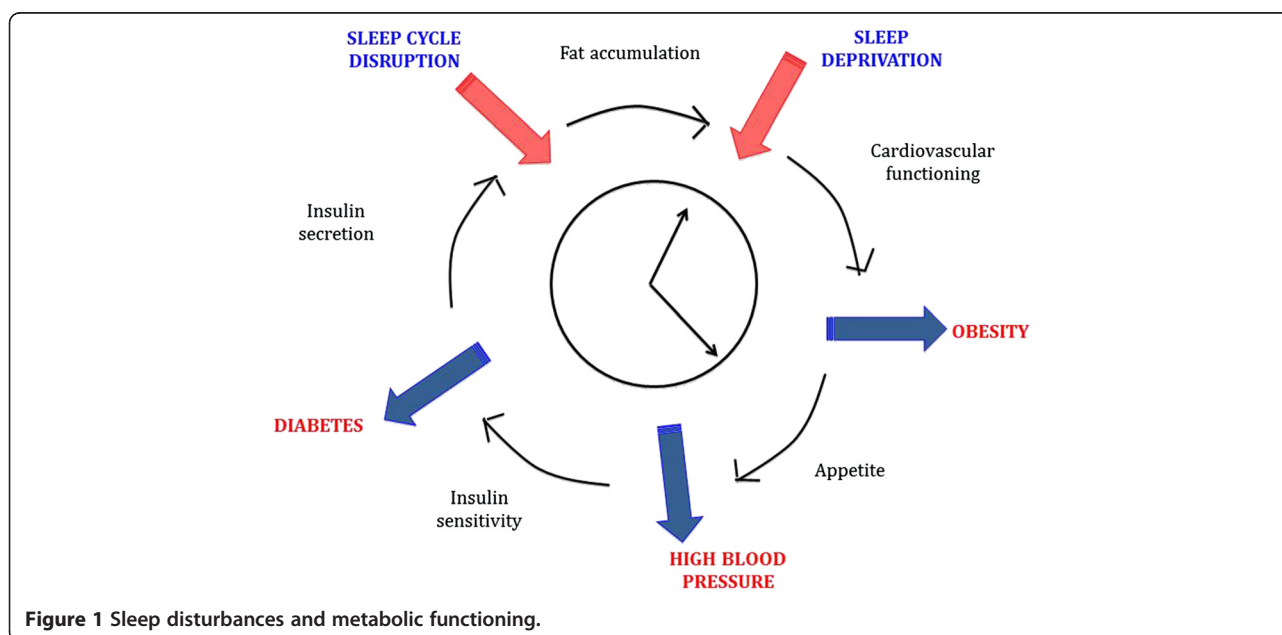 SLEEP CYCLE
DISRUPTION
Fat accumulation
SLEEP
DEPRIVATION
Cardiovascular
functioning
Insulin
secretion
OBESITY
DIABETES
Appetite
Insulin
sensitivity
HIGH BLOOD
PRESSURE
Figure 1 Sleep disturbances and metabolic functioning.